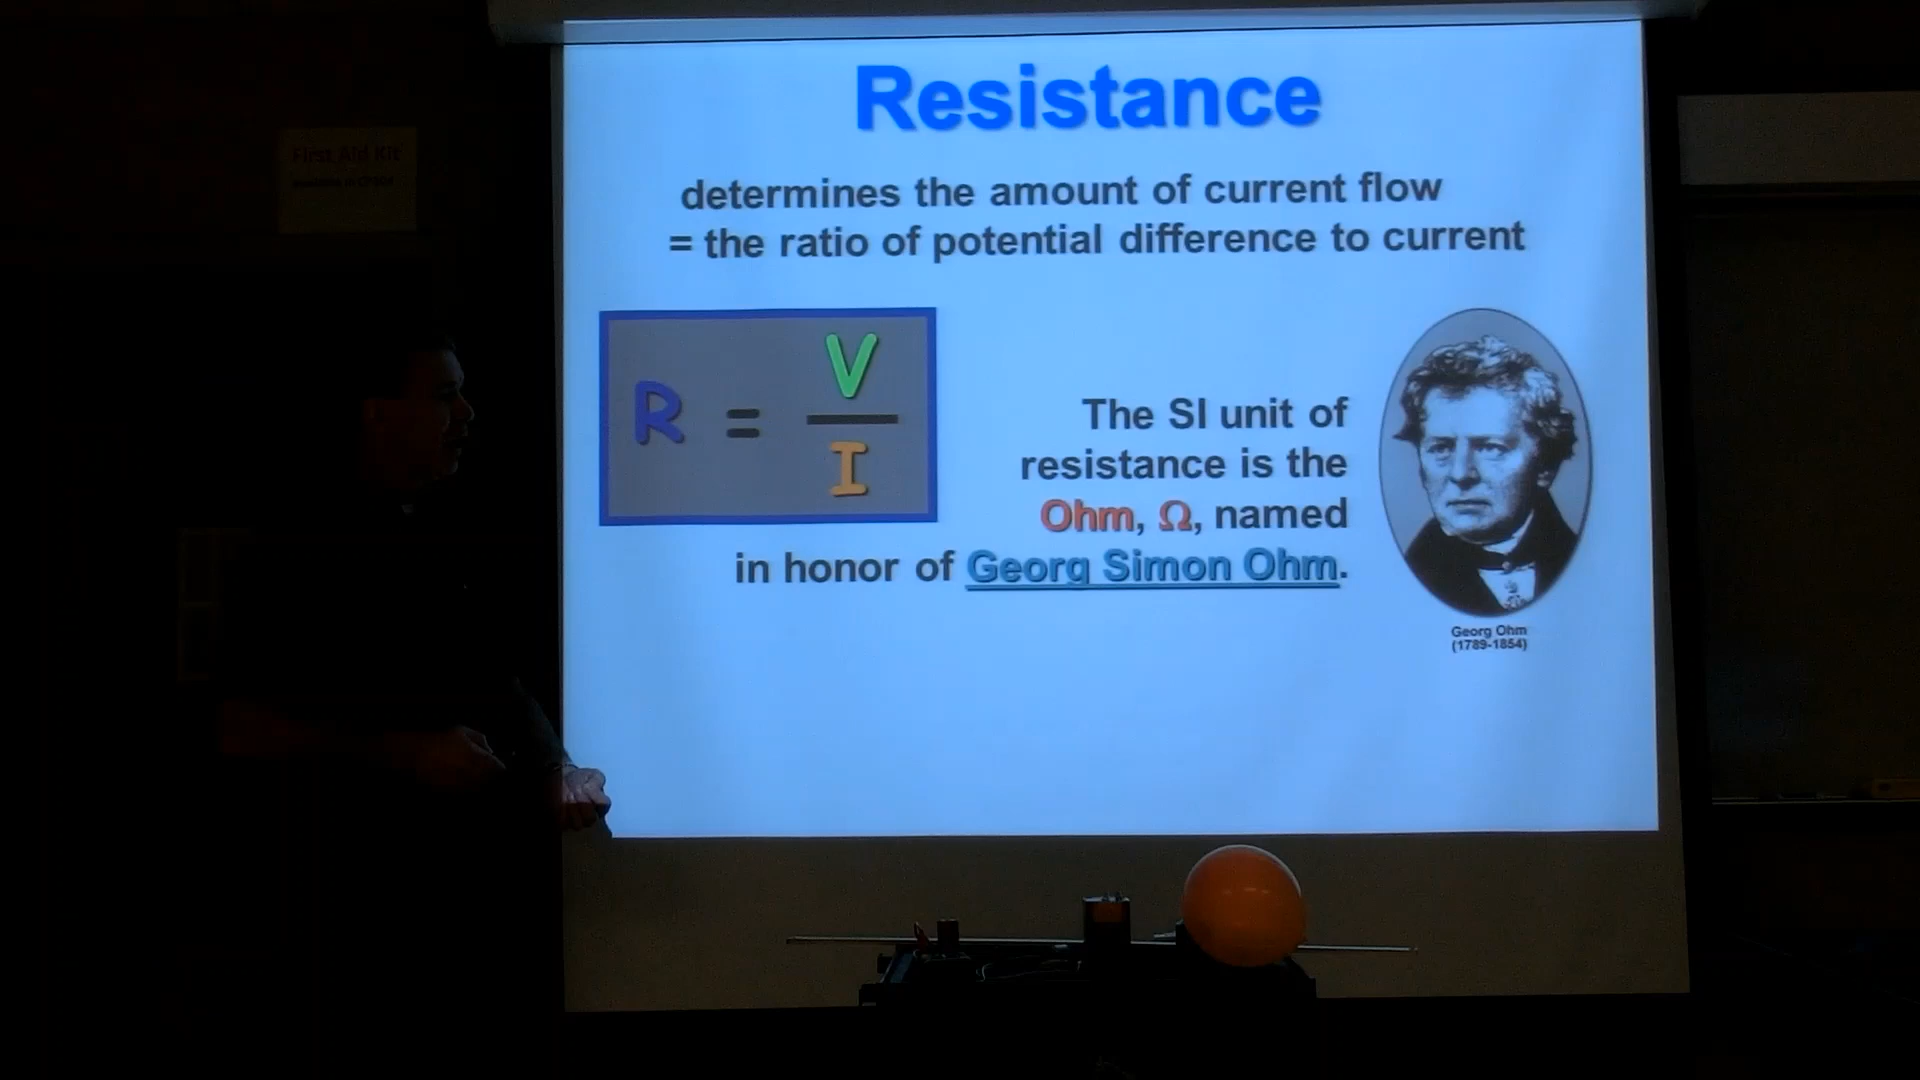 Resistance
determines the amount of current flow
= the ratio of potential difference to current
R = V
I
The SI unit of
resistance is the
Ohm, Ω, named
in honor of Georg Simon Ohm.
Georg Ohm
(1789-1854)
First Aid Kit